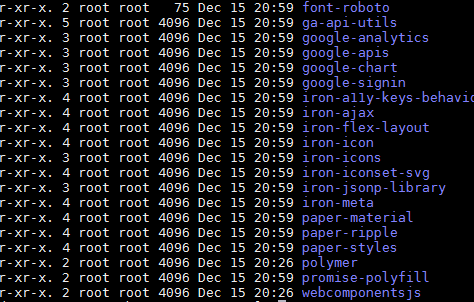 r-xr-x. 2 root root 75 Dec 15 20:59 font-roboto
r-xr-x. 5 root root 4096 Dec 15 20:59 ga-api-utils
r-xr-x. 3 root root 4096 Dec 15 20:59 google-analytics
r-xr-x. 3 root root 4096 Dec 15 20:59 google-apis
r-xr-x. 3 root root 4096 Dec 15 20:59 google-chart
r-xr-x. 3 root root 4096 Dec 15 20:59 google-signin
r-xr-x. 4 root root 4096 Dec 15 20:59 iron-a11y-keys-behavio
r-xr-x. 4 root root 4096 Dec 15 20:59 iron-ajax
r-xr-x. 4 root root 4096 Dec 15 20:59 iron-flex-layout
r-xr-x. 4 root root 4096 Dec 15 20:59 iron-icon
r-xr-x. 3 root root 4096 Dec 15 20:59 iron-icons
r-xr-x. 4 root root 4096 Dec 15 20:59 iron-iconset-svg
r-xr-x. 3 root root 4096 Dec 15 20:59 iron-jsonp-library
r-xr-x. 4 root root 4096 Dec 15 20:59 iron-meta
r-xr-x. 4 root root 4096 Dec 15 20:59 paper-material
r-xr-x. 4 root root 4096 Dec 15 20:59 paper-ripple
r-xr-x. 4 root root 4096 Dec 15 20:59 paper-styles
r-xr-x. 2 root root 4096 Dec 15 20:26 polymer
r-xr-x. 2 root root 4096 Dec 15 20:59 promise-polyfill
r-xr-x. 2 root root 4096 Dec 15 20:26 webcomponentsjs